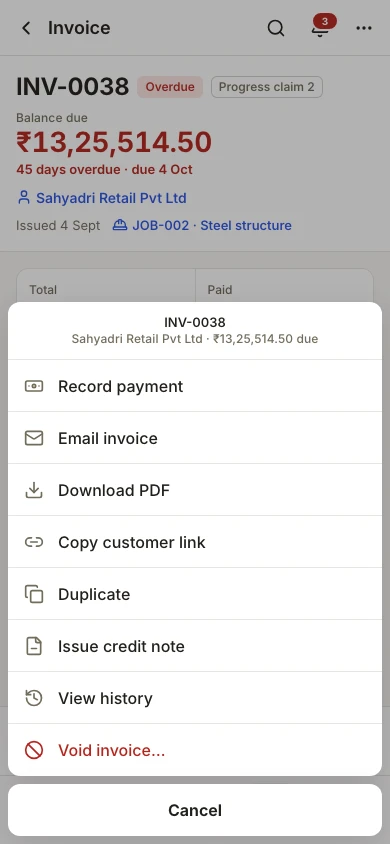 Invoice
3
INV-0038 Overdue Progress claim 2
Balance due
₹13,25,514.50
45 days overdue · due 4 Oct
Sahyadri Retail Pvt Ltd
Issued 4 Sept JOB-002 · Steel structure
Total Paid
INV-0038
Sahyadri Retail Pvt Ltd · ₹13,25,514.50 due
Record payment
Email invoice
Download PDF
Copy customer link
Duplicate
Issue credit note
View history
Void invoice...
Cancel